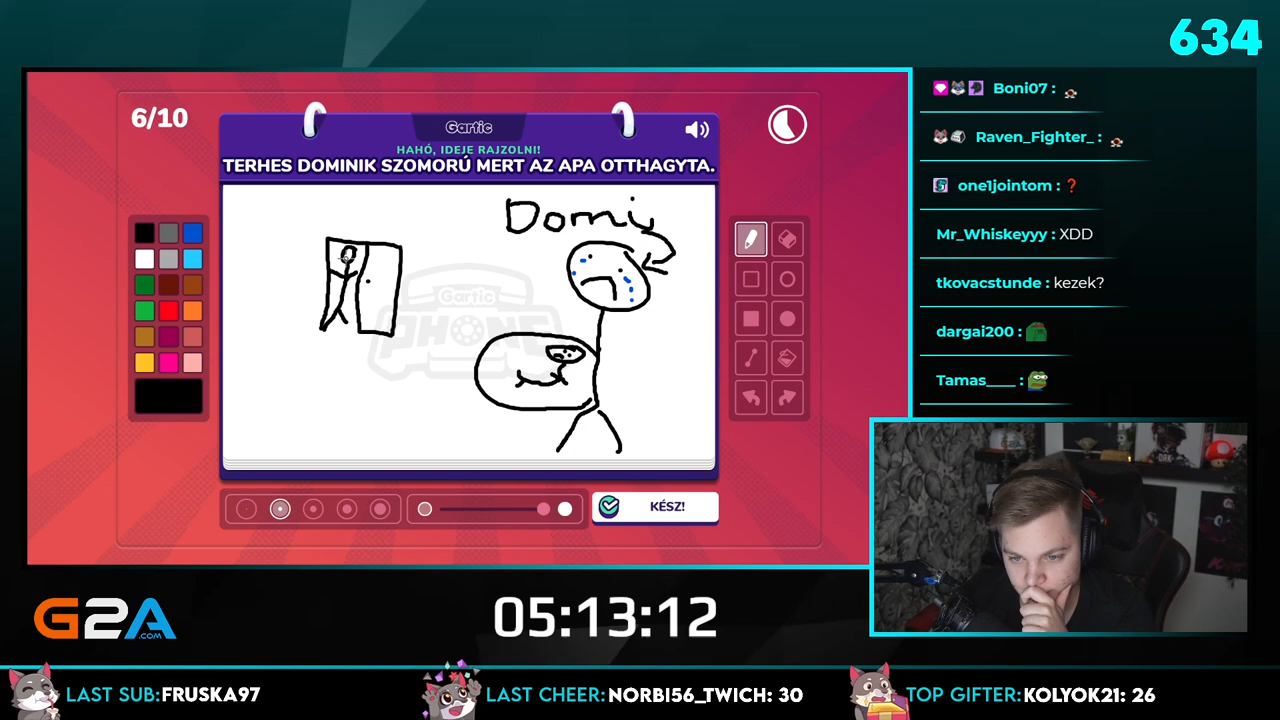 634
6/10
Gartic
HAHÓ, IDEJE RAJZOLNI!
TERHES DOMINIK SZOMORÚ MERT AZ APA OTTHAGYTA.
Domi
Gartic
PHONE
KÉSZ!
Boni07 :
Raven_Fighter_ :
one1jointom : ?
Mr_Whiskeyyy : XDD
tkovacstunde : kezek?
dargai200 :
Tamas____ :
G2A
.COM
05:13:12
LAST SUB:FRUSKA97
LAST CHEER: NORBI56_TWICH: 30
TOP GIFTER: KOLYOK21: 26